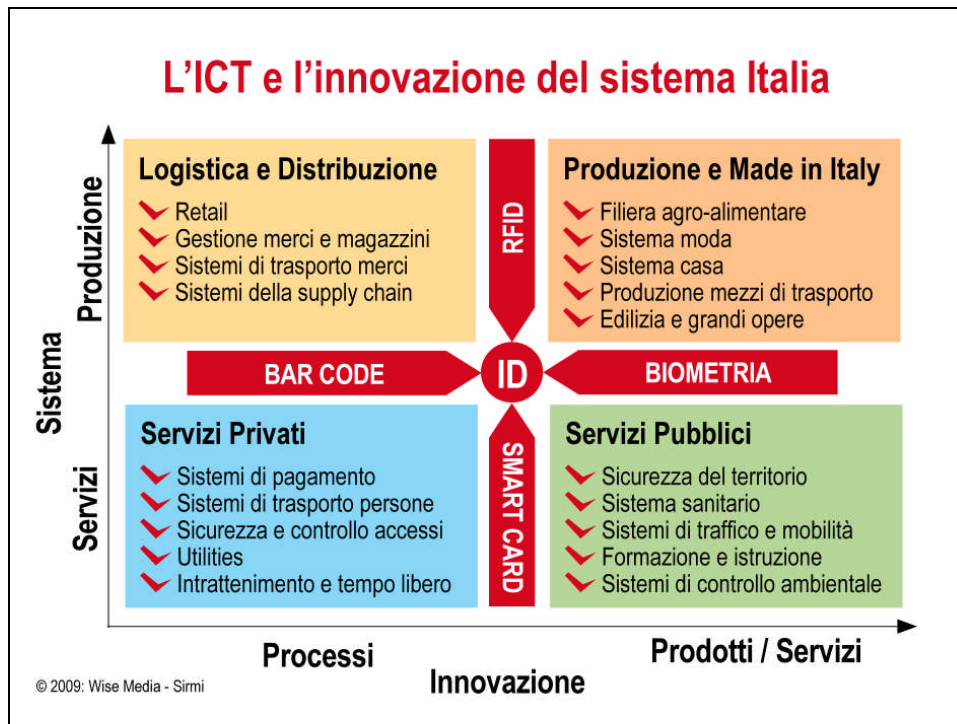 L'ICT e l'innovazione del sistema Italia
Sistema
Produzione
Servizi
Logistica e Distribuzione
Retail
Gestione merci e magazzini
Sistemi di trasporto merci
Sistemi della supply chain
RFID
Produzione e Made in Italy
Filiera agro-alimentare
Sistema moda
Sistema casa
Produzione mezzi di trasporto
Edilizia e grandi opere
BAR CODE
ID
BIOMETRIA
Servizi Privati
Sistemi di pagamento
Sistemi di trasporto persone
Sicurezza e controllo accessi
Utilities
Intrattenimento e tempo libero
SMART CARD
Servizi Pubblici
Sicurezza del territorio
Sistema sanitario
Sistemi di traffico e mobilità
Formazione e istruzione
Sistemi di controllo ambientale
Processi
Prodotti / Servizi
Innovazione
© 2009: Wise Media - Sirmi